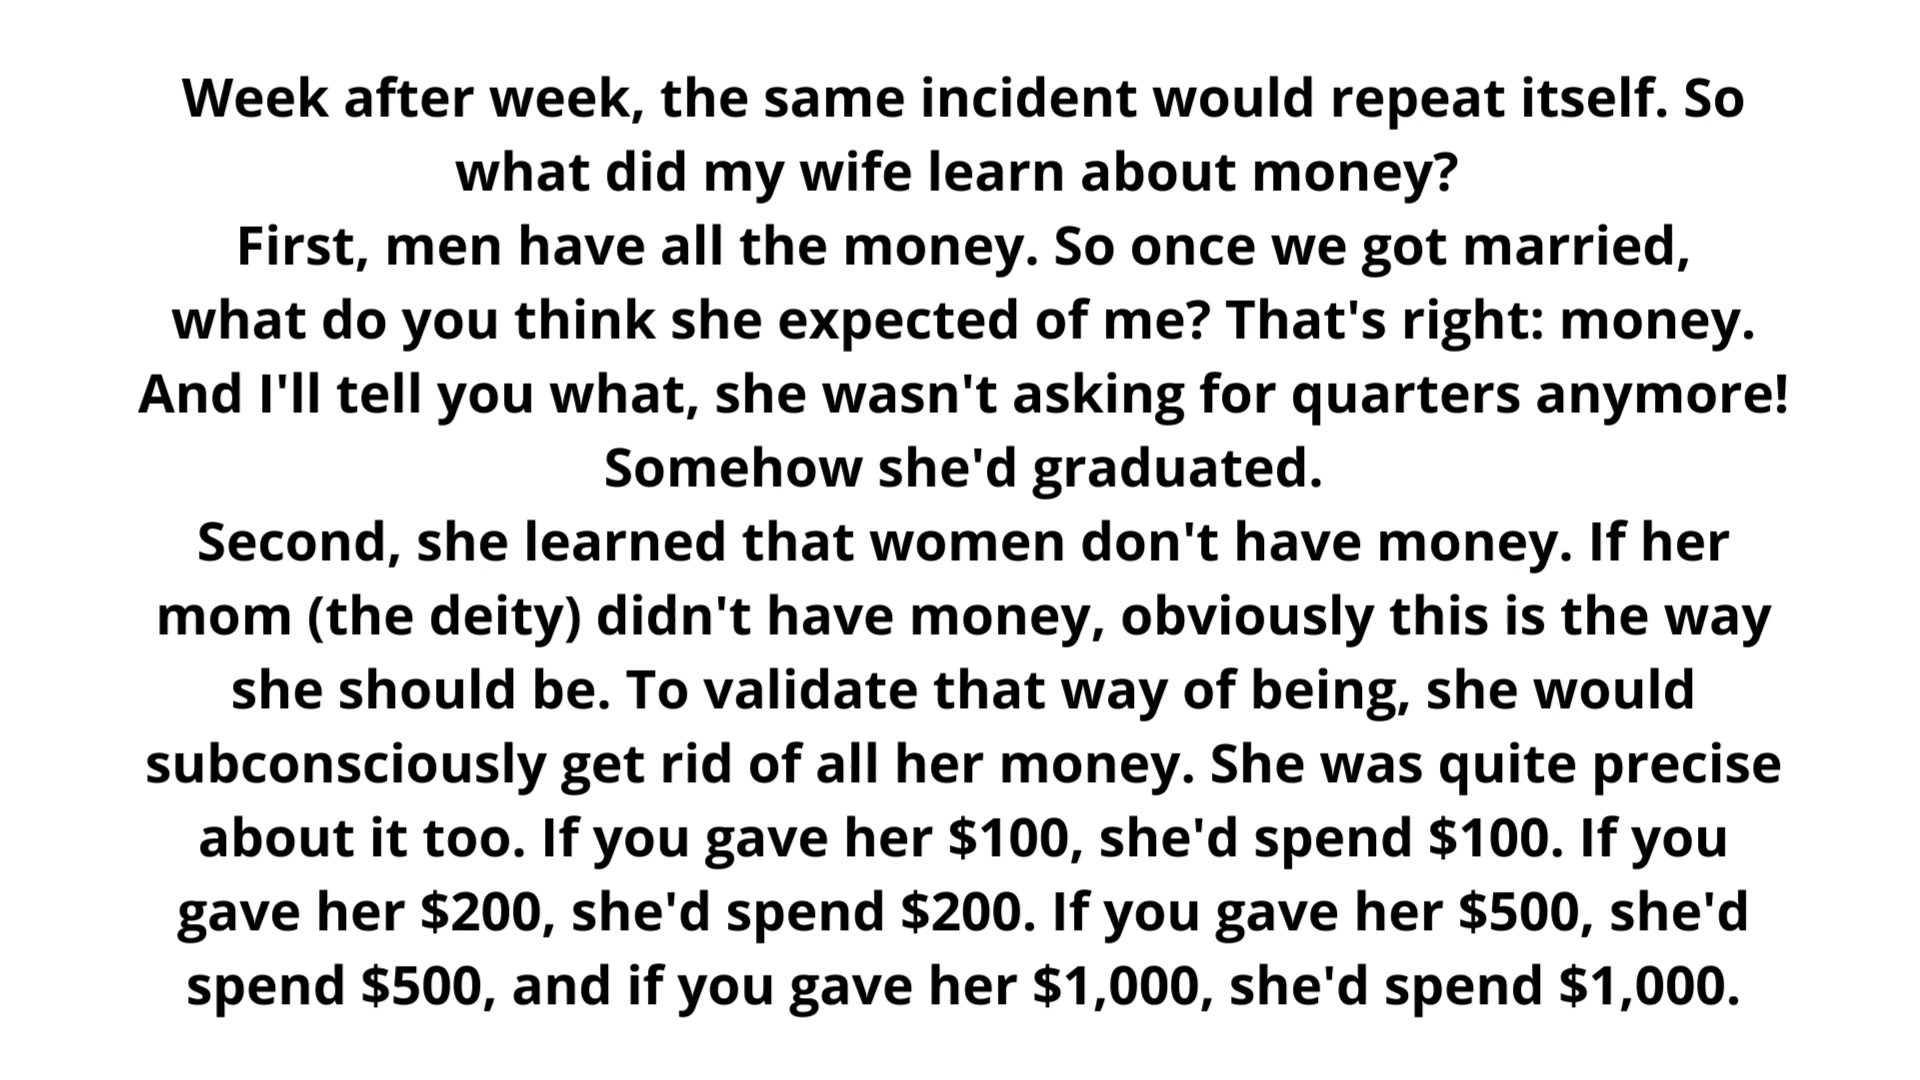 Week after week, the same incident would repeat itself. So
what did my wife learn about money?
First, men have all the money. So once we got married,
what do you think she expected of me? That's right: money.
And I'll tell you what, she wasn't asking for quarters anymore!
Somehow she'd graduated.
Second, she learned that women don't have money. If her
mom (the deity) didn't have money, obviously this is the way
she should be. To validate that way of being, she would
subconsciously get rid of all her money. She was quite precise
about it too. If you gave her $100, she'd spend $100. If you
gave her $200, she'd spend $200. If you gave her $500, she'd
spend $500, and if you gave her $1,000, she'd spend $1,000.